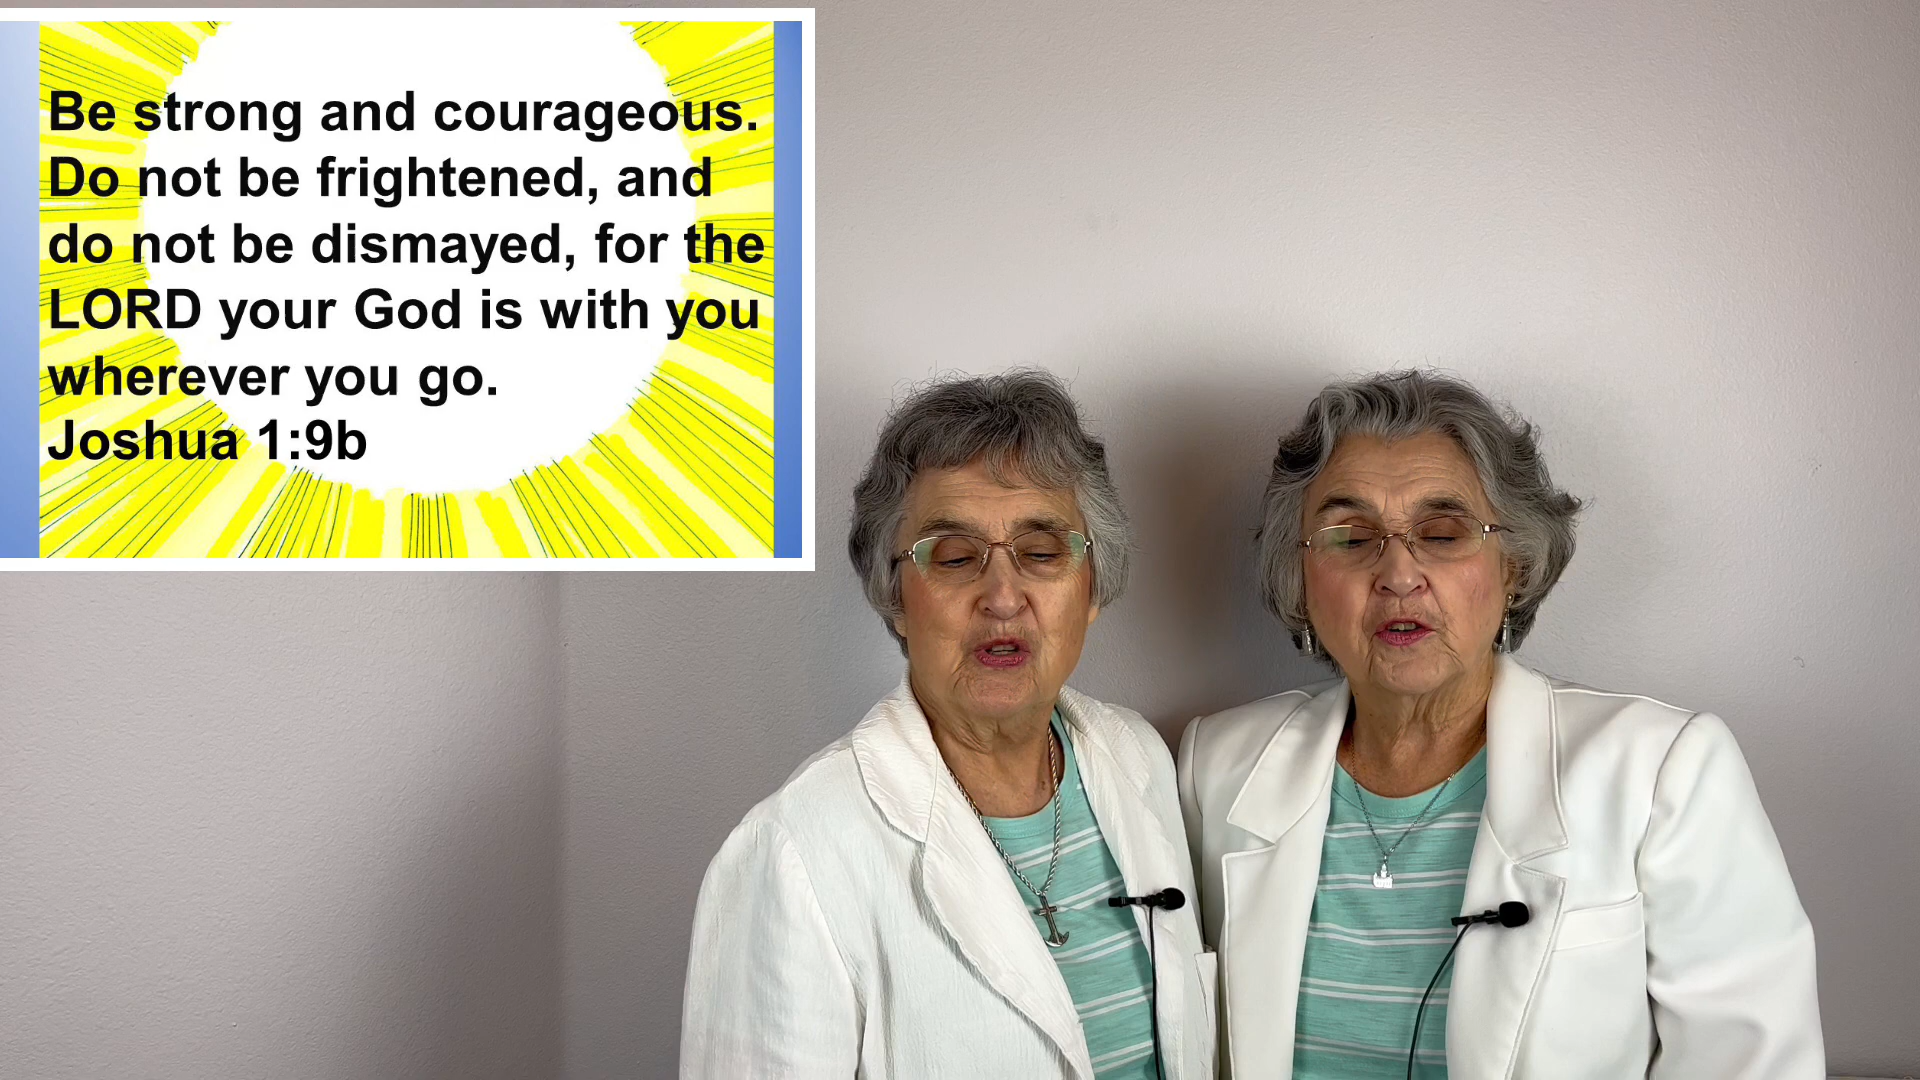 Be strong and courageous.
Do not be frightened, and
do not be dismayed, for the
LORD your God is with you
wherever you go.
Joshua 1:9b